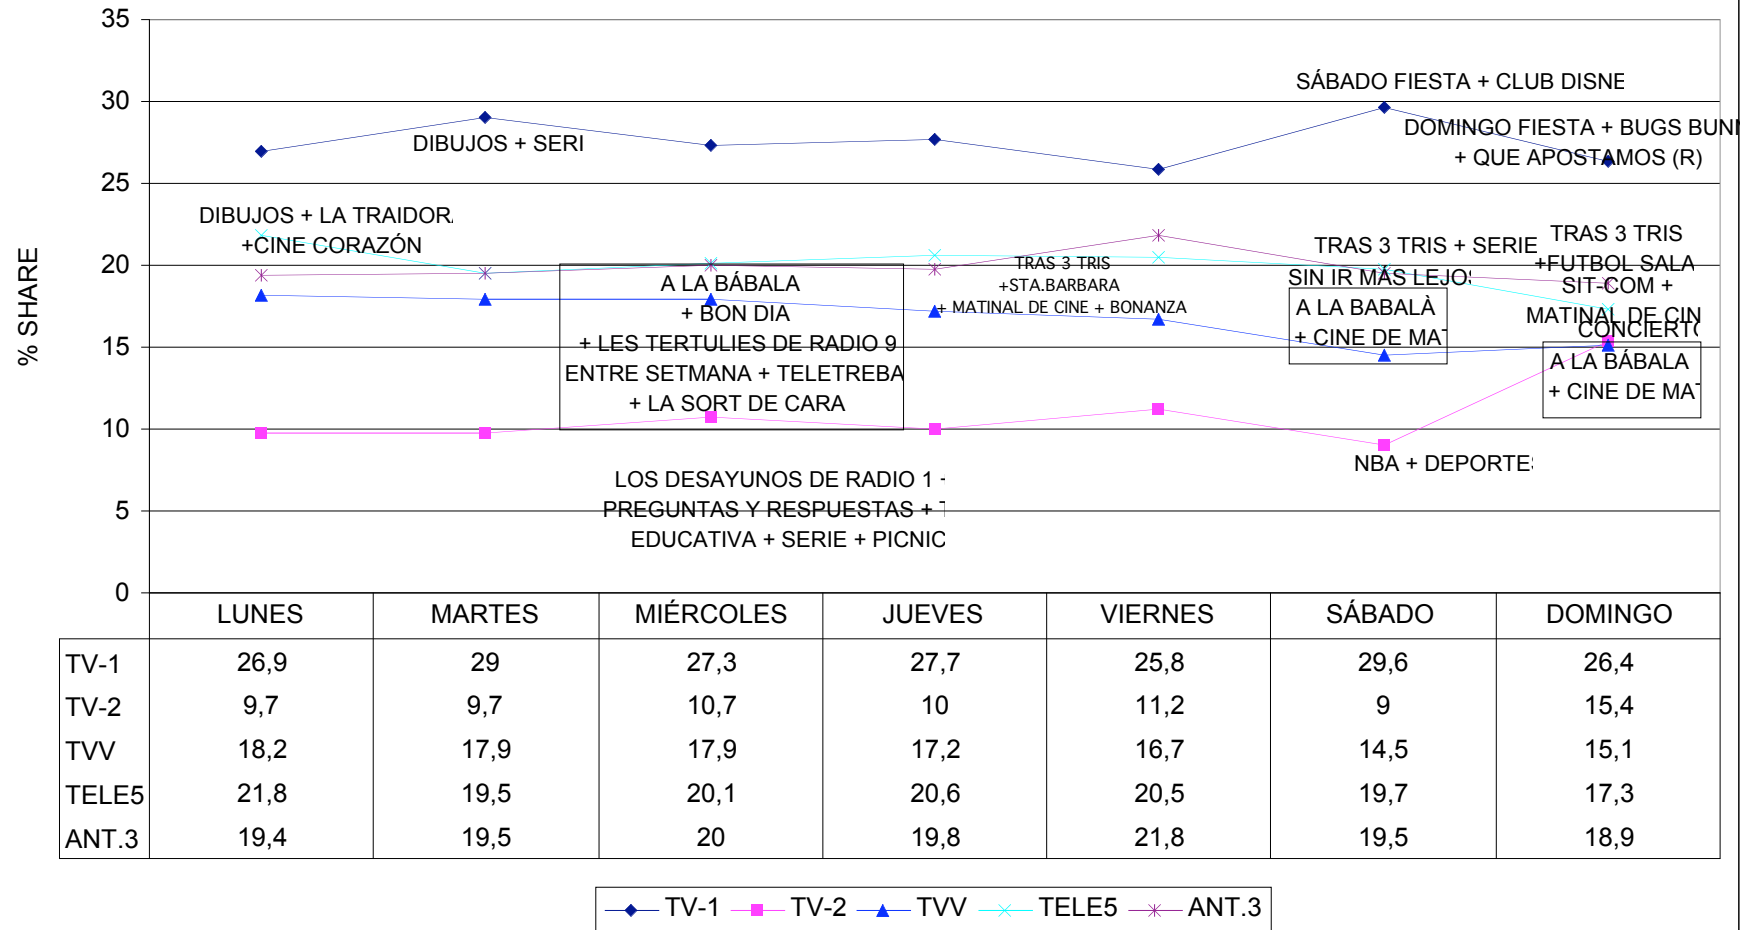 35
30
25
20
15
10
5
0
% SHARE
SÁBADO FIESTA + CLUB DISNE
DIBUJOS + SERI
DOMINGO FIESTA + BUGS BUNN
+ QUE APOSTAMOS (R)
DIBUJOS + LA TRAIDORA
+CINE CORAZÓN
A LA BÁBALA
+ BON DIA
+ LES TERTULIES DE RADIO 9
ENTRE SETMANA + TELETREBA
+ LA SORT DE CARA
TRAS 3 TRIS
+STA.BARBARA
+ MATINAL DE CINE + BONANZA
TRAS 3 TRIS + SERIE
SIN IR MÁS LEJOS
A LA BABALÀ
+ CINE DE MAT
TRAS 3 TRIS
+FUTBOL SALA
SIT-COM +
MATINAL DE CIN
CONCIERTO
A LA BÁBALA
+ CINE DE MAT
NBA + DEPORTES
LOS DESAYUNOS DE RADIO 1 +
PREGUNTAS Y RESPUESTAS + T
EDUCATIVA + SERIE + PICNIC
LUNES MARTES MIÉRCOLES JUEVES VIERNES SÁBADO DOMINGO
TV-1 26,9 29 27,3 27,7 25,8 29,6 26,4
TV-2 9,7 9,7 10,7 10 11,2 9 15,4
TVV 18,2 17,9 17,9 17,2 16,7 14,5 15,1
TELE5 21,8 19,5 20,1 20,6 20,5 19,7 17,3
ANT.3 19,4 19,5 20 19,8 21,8 19,5 18,9
TV-1 TV-2 TVV TELE5 ANT.3